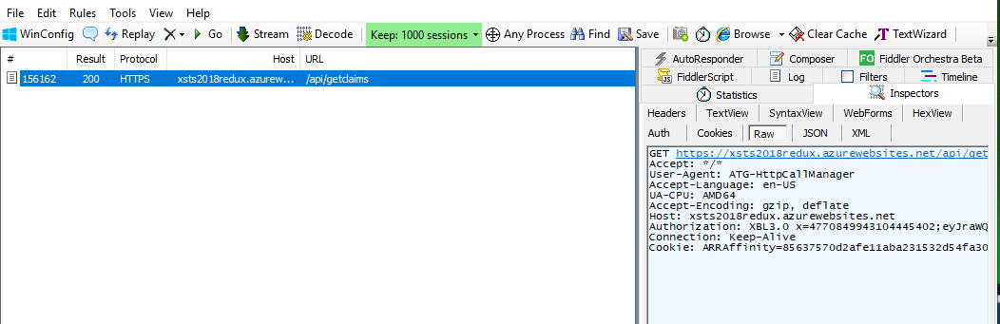 File Edit Rules Tools View Help
WinConfig Replay Go Stream Decode Keep: 1000 sessions Any Process Find Save Browse Clear Cache TextWizard
# Result Protocol Host URL
156162 200 HTTPS xsts2018redux.azurew... /api/getclaims
AutoResponder Composer FO Fiddler Orchestra Beta
JS FiddlerScript Log Filters Timeline
Statistics Inspectors
Headers TextView SyntaxView WebForms HexView
Auth Cookies Raw JSON XML
GET https://xsts2018redux.azurewebsites.net/api/get
Accept: */*
User-Agent: ATG-HttpCallManager
Accept-Language: en-US
UA-CPU: AMD64
Accept-Encoding: gzip, deflate
Host: xsts2018redux.azurewebsites.net
Authorization: XBL3.0 x=4770849943104445402;eyJraWQ
Connection: Keep-Alive
Cookie: ARRAffinity=85637570d2afe11aba231532d54fa30